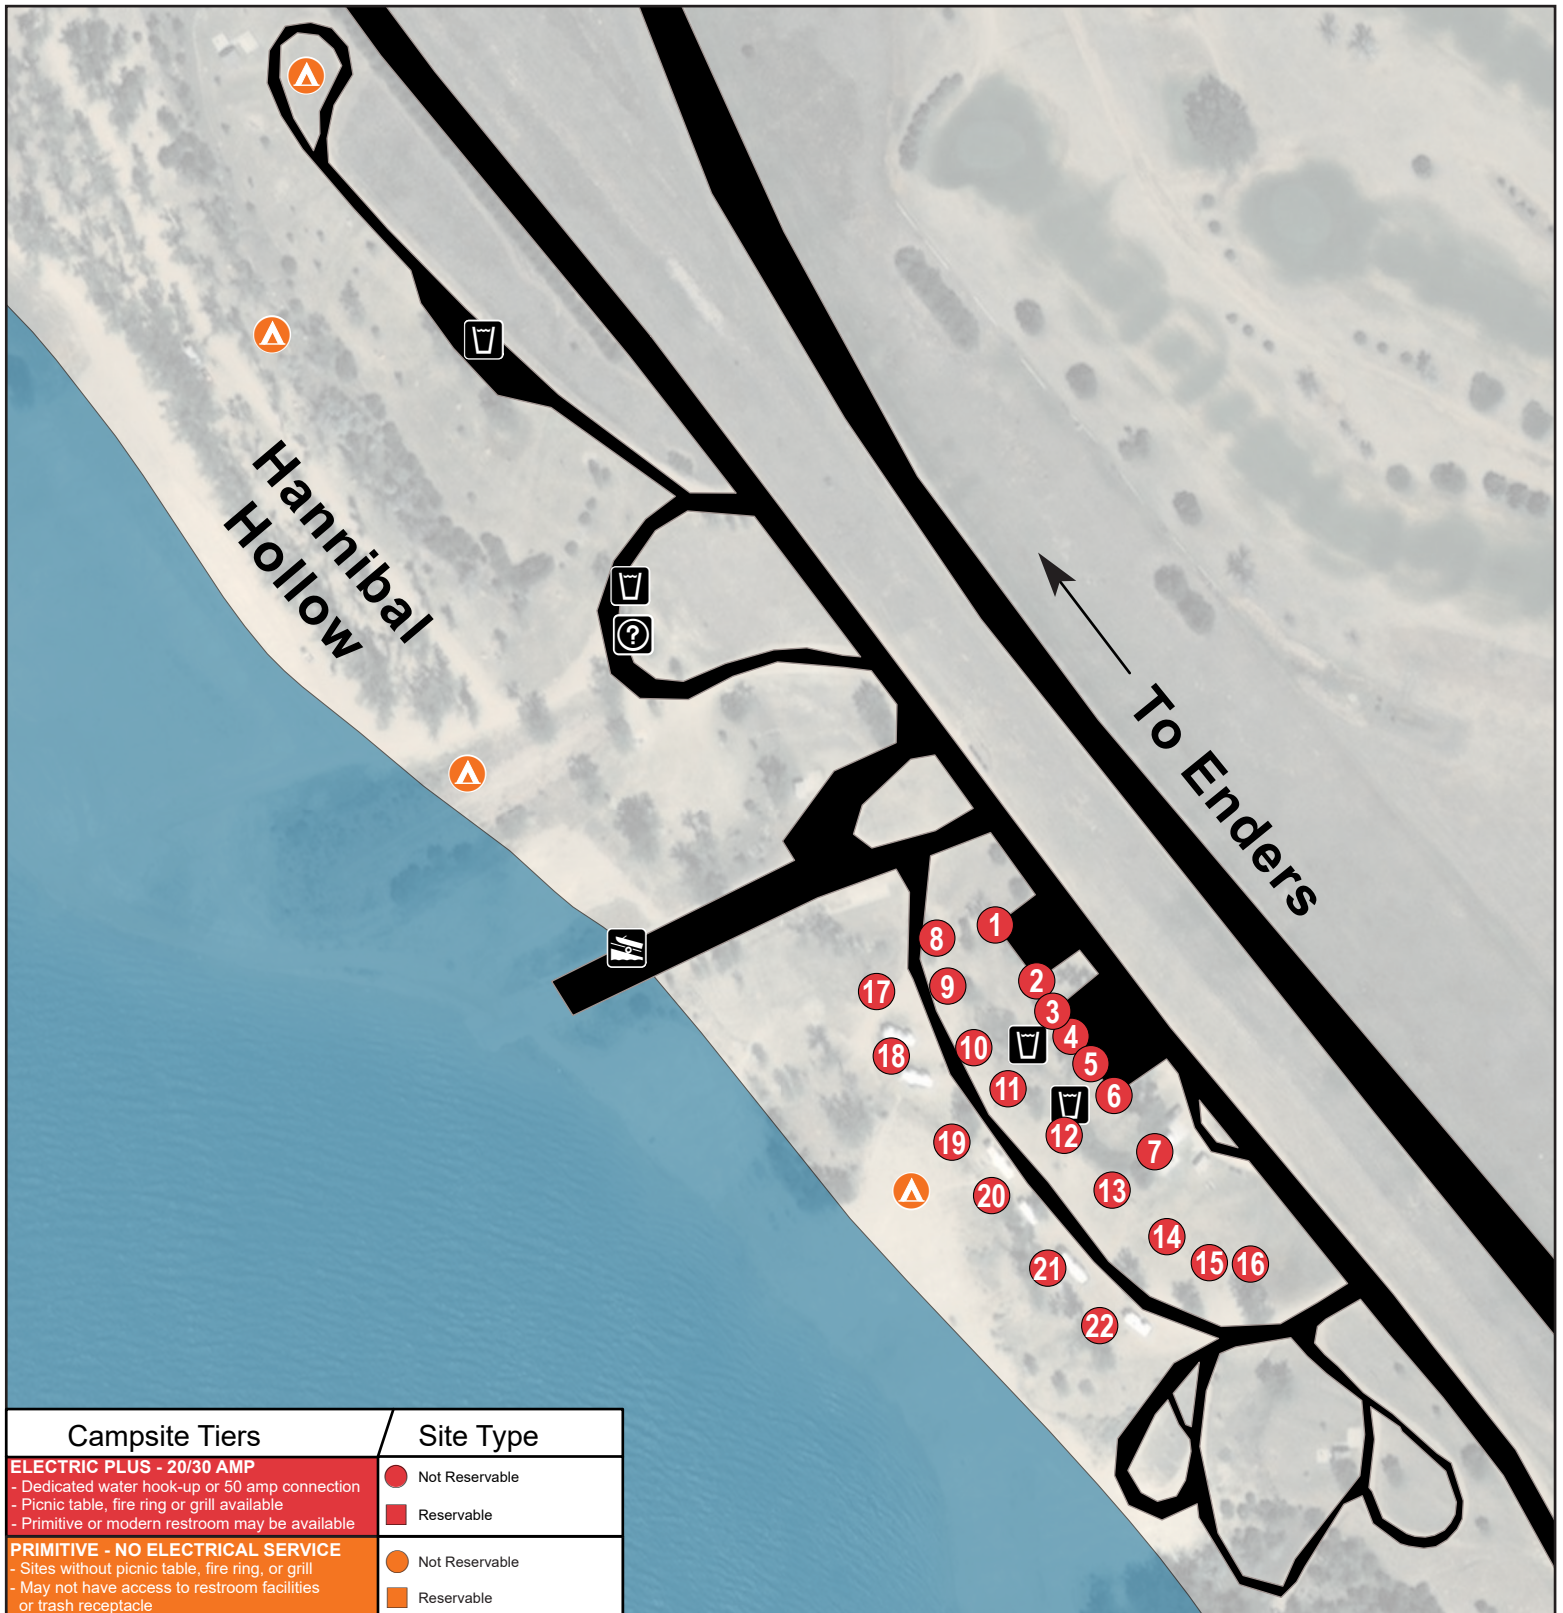 Hannibal
Hollow
?
To Enders
1
8
2
17
9
3
4
10
18
5
11
6
12
19
7
13
20
14
15
16
21
22
Campsite Tiers
Site Type
ELECTRIC PLUS - 20/30 AMP
- Dedicated water hook-up or 50 amp connection
- Picnic table, fire ring or grill available
- Primitive or modern restroom may be available
Not Reservable
Reservable
PRIMITIVE - NO ELECTRICAL SERVICE
- Sites without picnic table, fire ring, or grill
- May not have access to restroom facilities
or trash receptacle
Not Reservable
Reservable